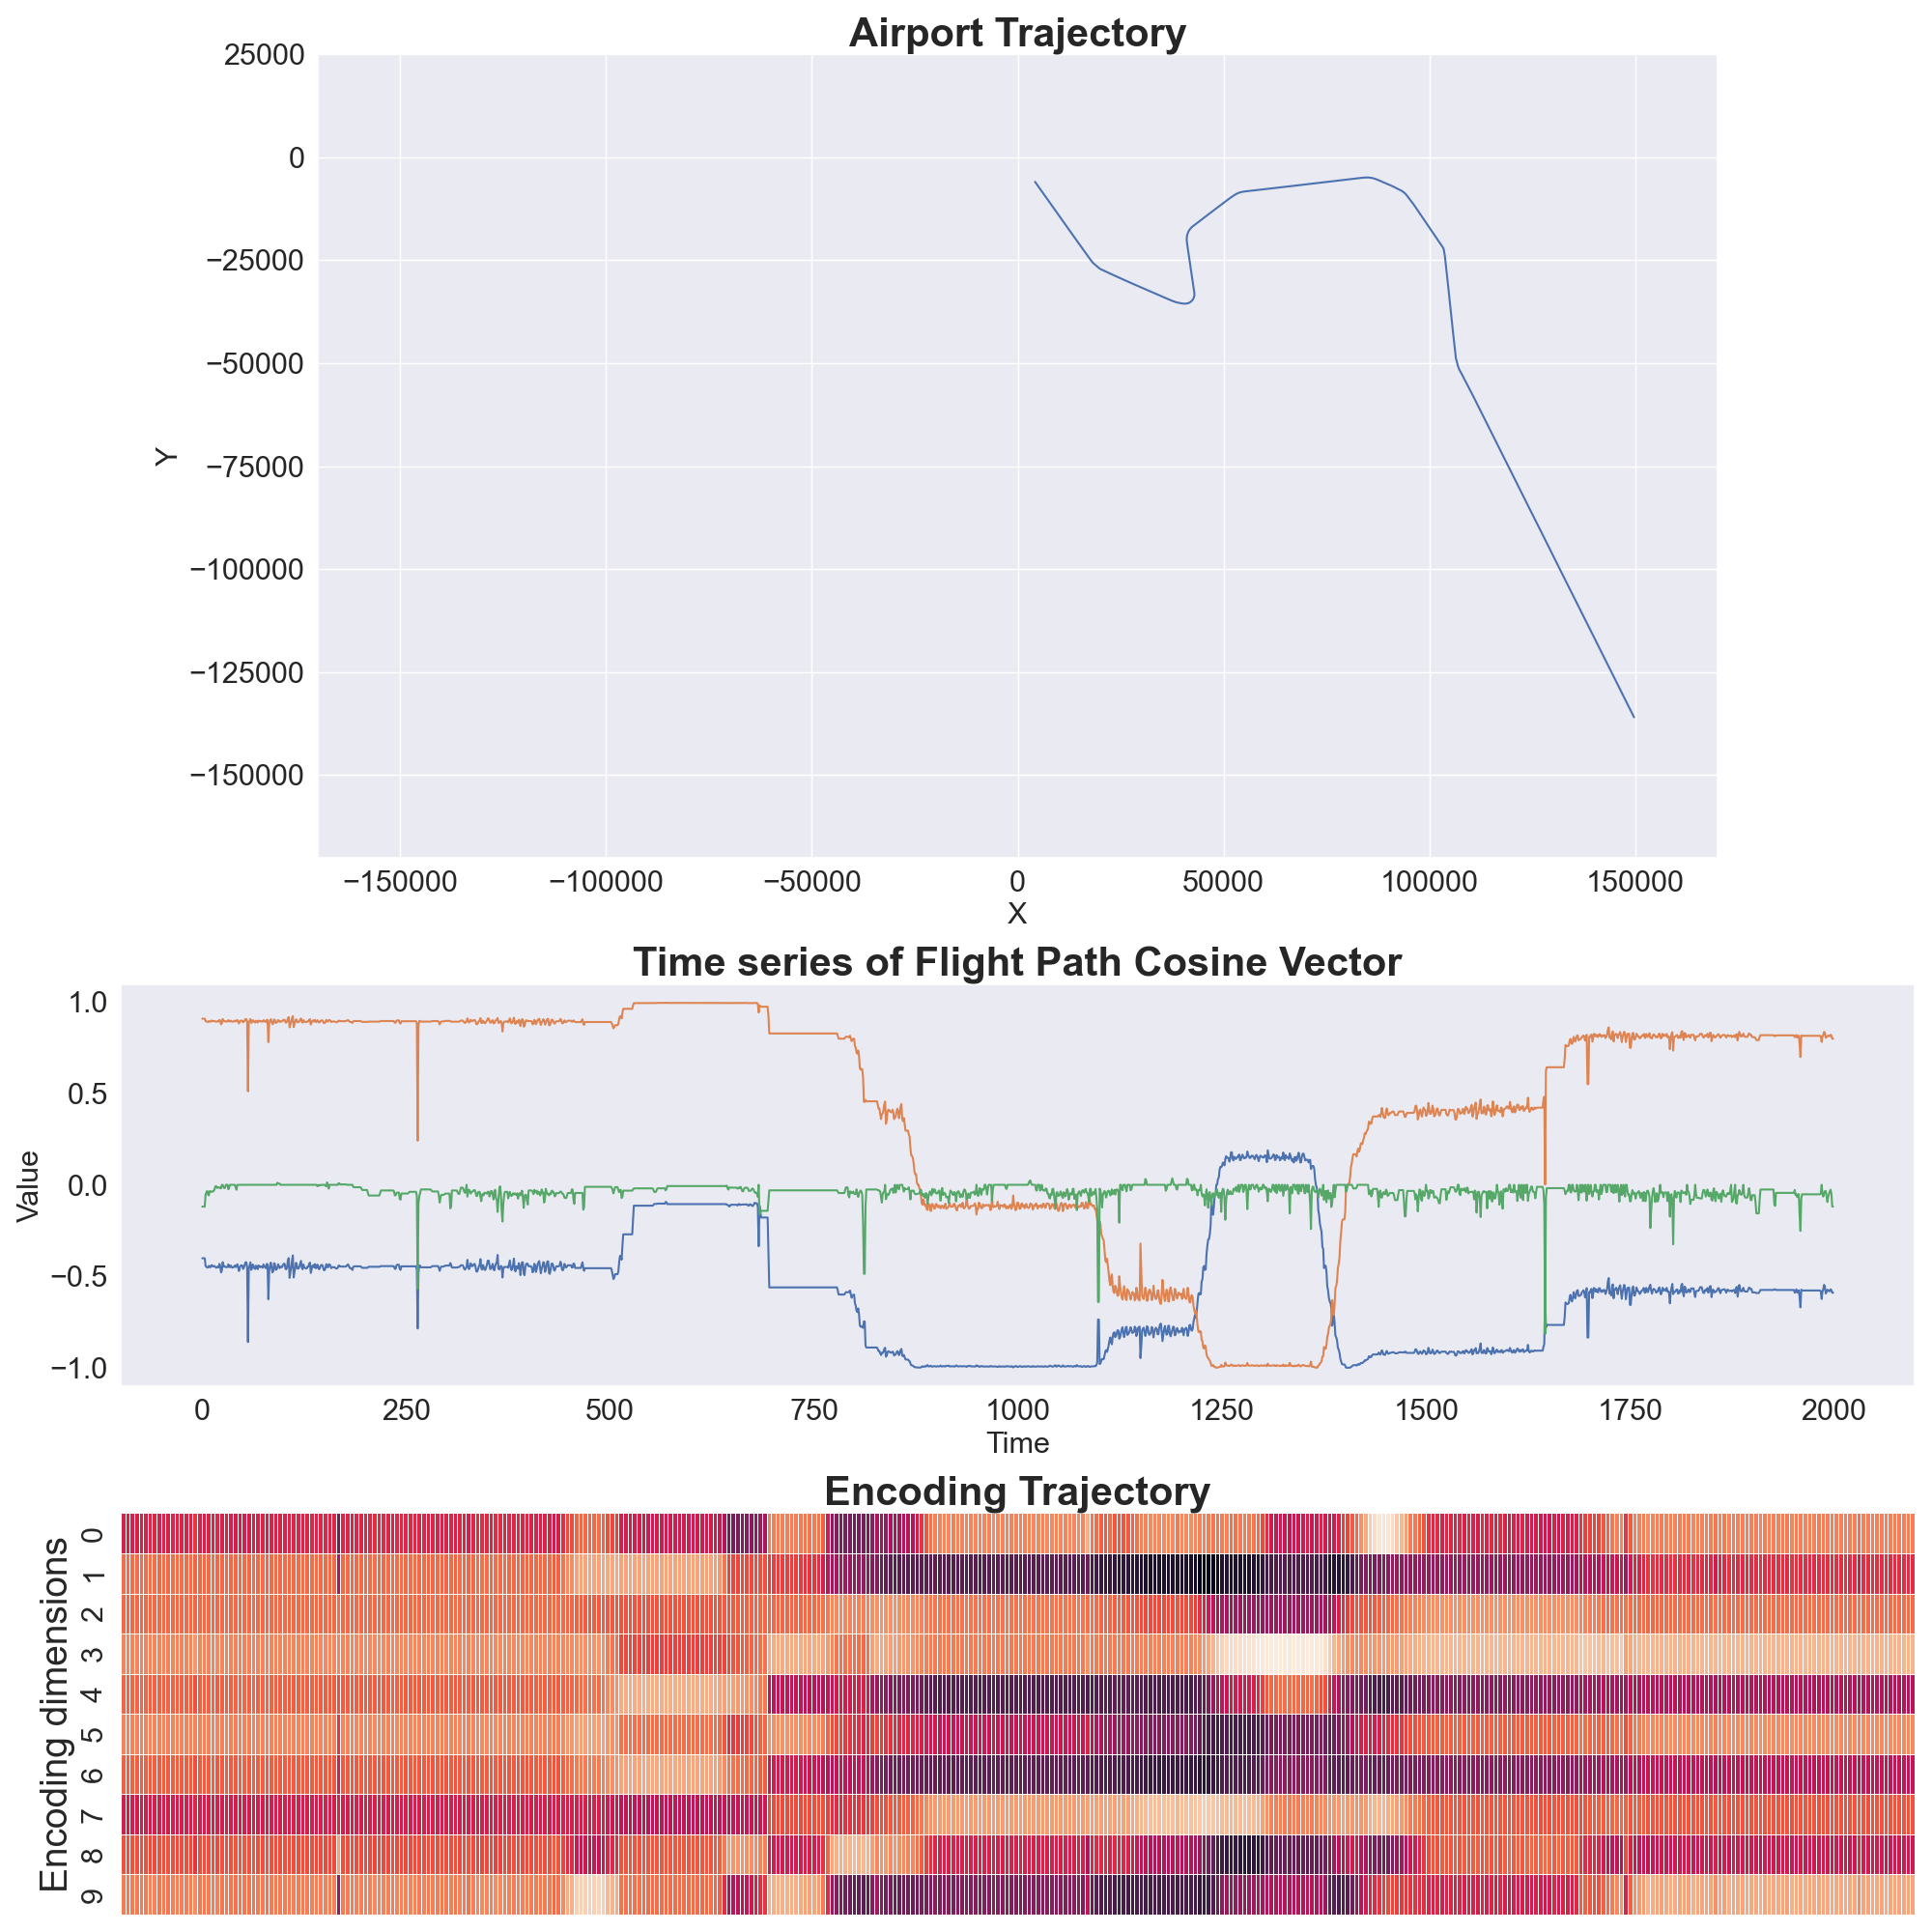 Airport Trajectory
25000
0
−25000
−50000
−75000
−100000
−125000
−150000
Y
−150000 −100000 −50000 0 50000 100000 150000
X
Time series of Flight Path Cosine Vector
1.0
0.5
0.0
−0.5
−1.0
Value
0 250 500 750 1000 1250 1500 1750 2000
Time
Encoding Trajectory
Encoding dimensions
0
1
2
3
4
5
6
7
8
9